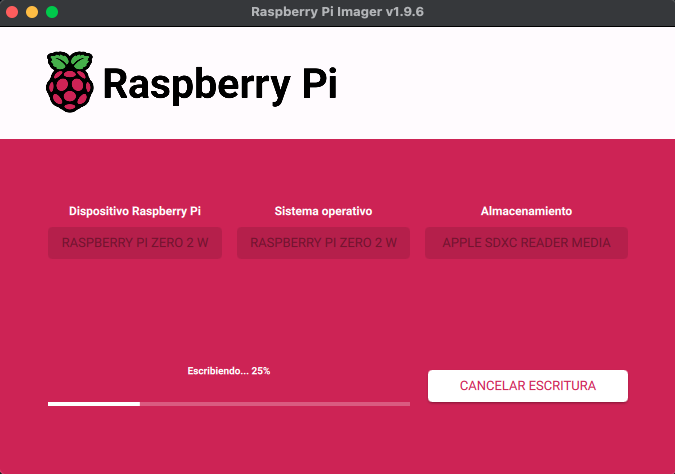 Raspberry Pi Imager v1.9.6
Raspberry Pi
Dispositivo Raspberry Pi
Sistema operativo
Almacenamiento
RASPBERRY PI ZERO 2 W
RASPBERRY PI ZERO 2 W
APPLE SDXC READER MEDIA
Escribiendo... 25%
CANCELAR ESCRITURA